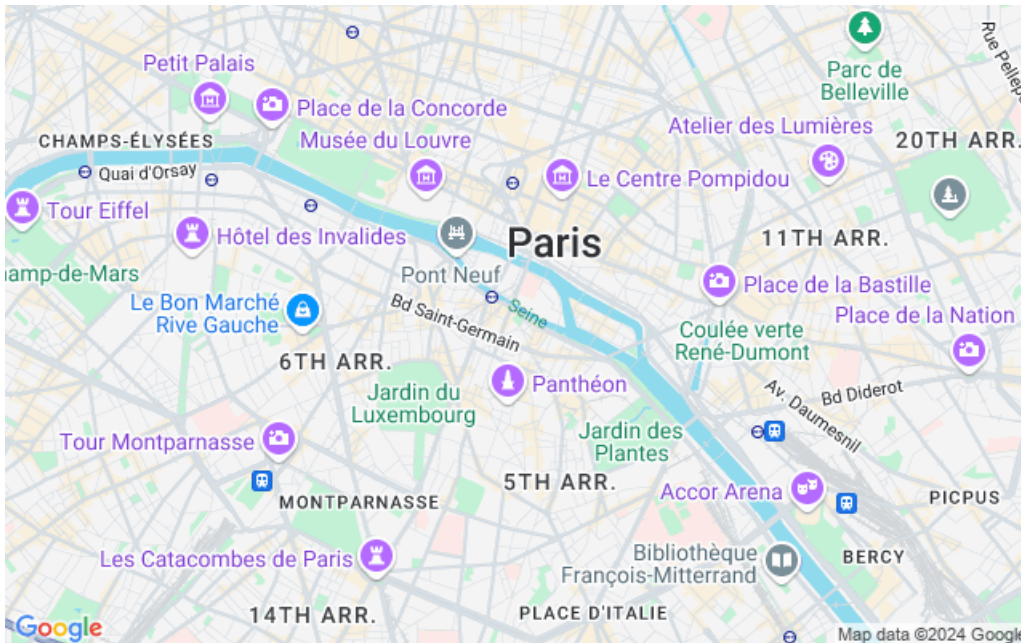 Petit Palais
Place de la Concorde
Parc de
Belleville
Rue Pellepo
CHAMPS-ÉLYSÉES
Musée du Louvre
Atelier des Lumières
20TH ARR.
Quai d'Orsay
Le Centre Pompidou
Tour Eiffel
Hôtel des Invalides
Paris
11TH ARR.
hamp-de-Mars
Pont Neuf
Place de la Bastille
Le Bon Marché
Rive Gauche
Bd Saint-Germain
Seine
Coulée verte
René-Dumont
Place de la Nation
6TH ARR.
Jardin du
Luxembourg
Panthéon
Av. Daumesnil
Bd Diderot
Tour Montparnasse
Jardin des
Plantes
MONTPARNASSE
5TH ARR.
Accor Arena
PICPUS
Les Catacombes de Paris
Bibliothèque
François-Mitterrand
BERCY
14TH ARR.
PLACE D'ITALIE
Google
Map data ©2024 Google